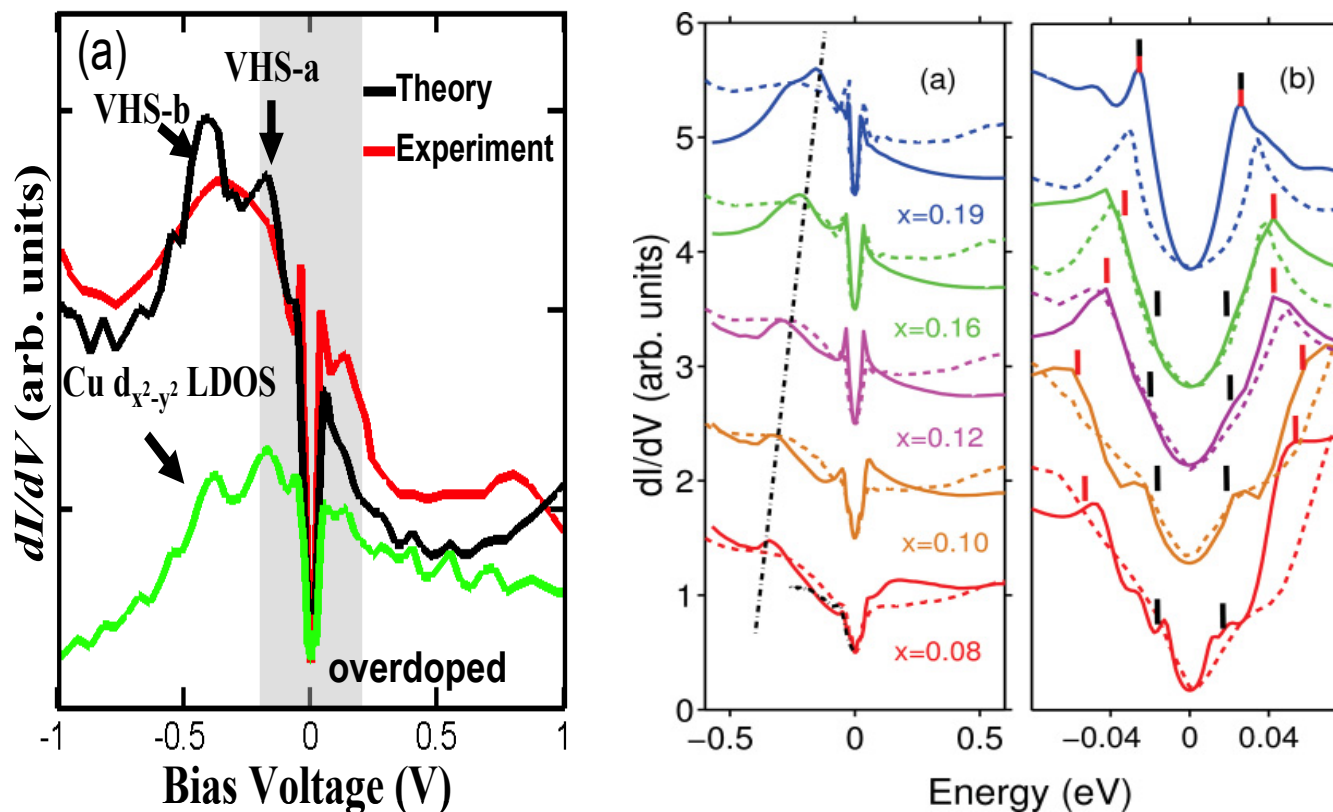 (a)
VHS-a
VHS-b
Theory
Experiment
Cu d_{x²-y²} LDOS
overdoped
dI/dV (arb. units)
-1 -0.5 0 0.5 1
Bias Voltage (V)
(a)
x=0.19
x=0.16
x=0.12
x=0.10
x=0.08
dI/dV (arb. units)
6
5
4
3
2
1
0
−0.5 0 0.5
(b)
−0.04 0 0.04
Energy (eV)